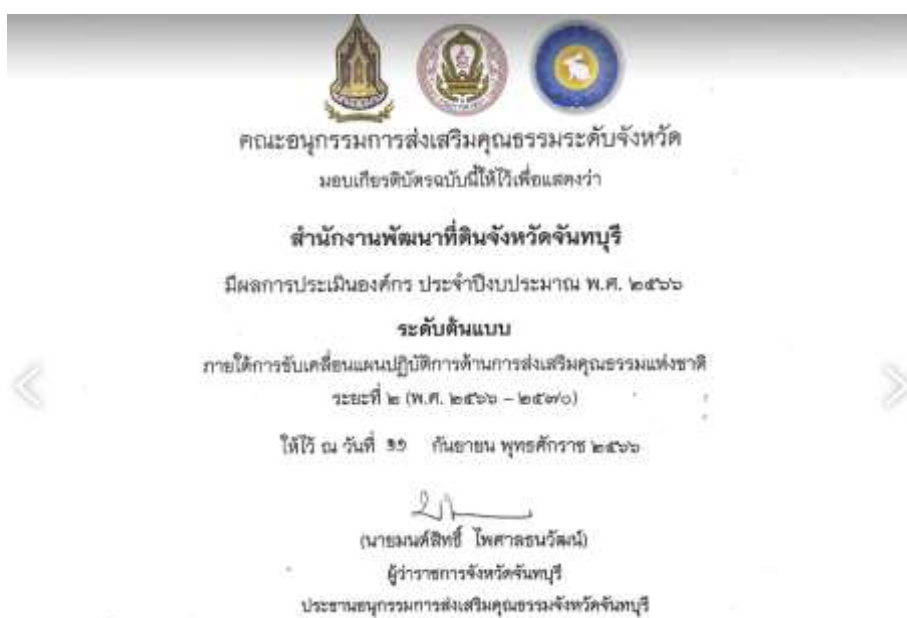 คณะอนุกรรมการส่งเสริมคุณธรรมระดับจังหวัด
มอบเกียรติบัตรฉบับนี้ให้ไว้เพื่อแสดงว่า
สำนักงานพัฒนาที่ดินจังหวัดจันทบุรี
มีผลการประเมินองค์กร ประจำปีงบประมาณ พ.ศ. ๒๕๖๖
ระดับต้นแบบ
ภายใต้การขับเคลื่อนแผนปฏิบัติการด้านการส่งเสริมคุณธรรมแห่งชาติ
ระยะที่ ๒ (พ.ศ. ๒๕๖๖ – ๒๕๗๐)
ให้ไว้ ณ วันที่ กันยายน พุทธศักราช ๒๕๖๖
(นายมนต์สิทธิ์ ไพศาลธนวัฒน์)
ผู้ว่าราชการจังหวัดจันทบุรี
ประธานอนุกรรมการส่งเสริมคุณธรรมจังหวัดจันทบุรี